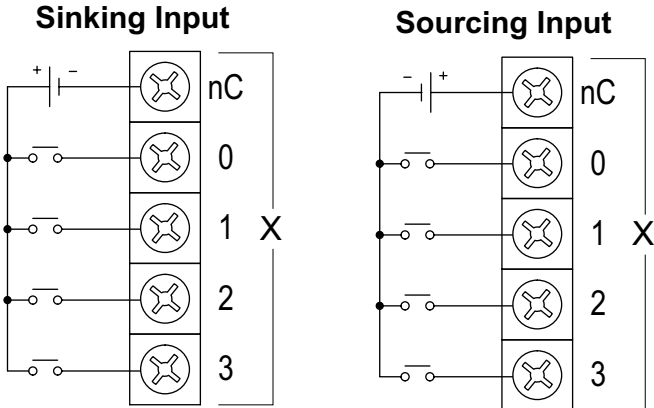 Sinking Input
+ −
nC
0
1
2
3
X
Sourcing Input
− +
nC
0
1
2
3
X